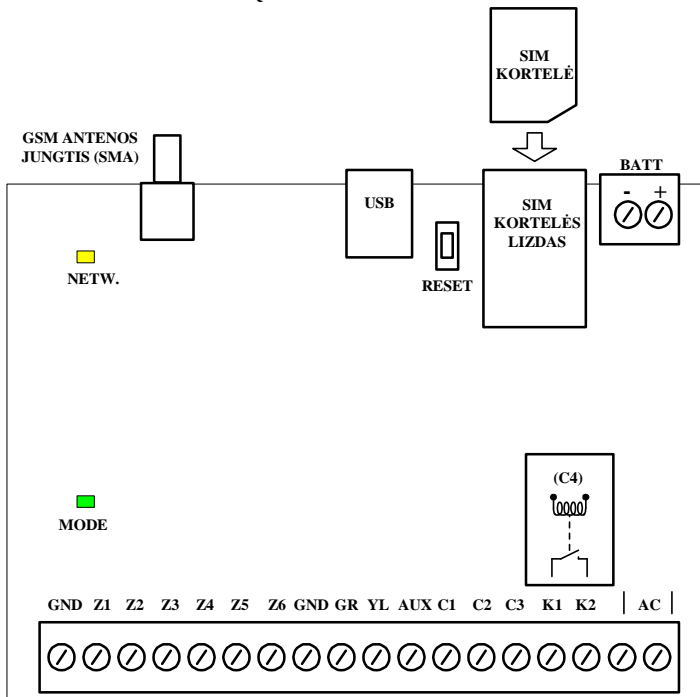 SIM
KORTELĖ
GSM ANTENOS
JUNGTIS (SMA)
BATT
- +
USB
SIM
KORTELĖS
LIZDAS
NETW.
RESET
(C4)
MODE
GND Z1 Z2 Z3 Z4 Z5 Z6 GND GR YL AUX C1 C2 C3 K1 K2 AC